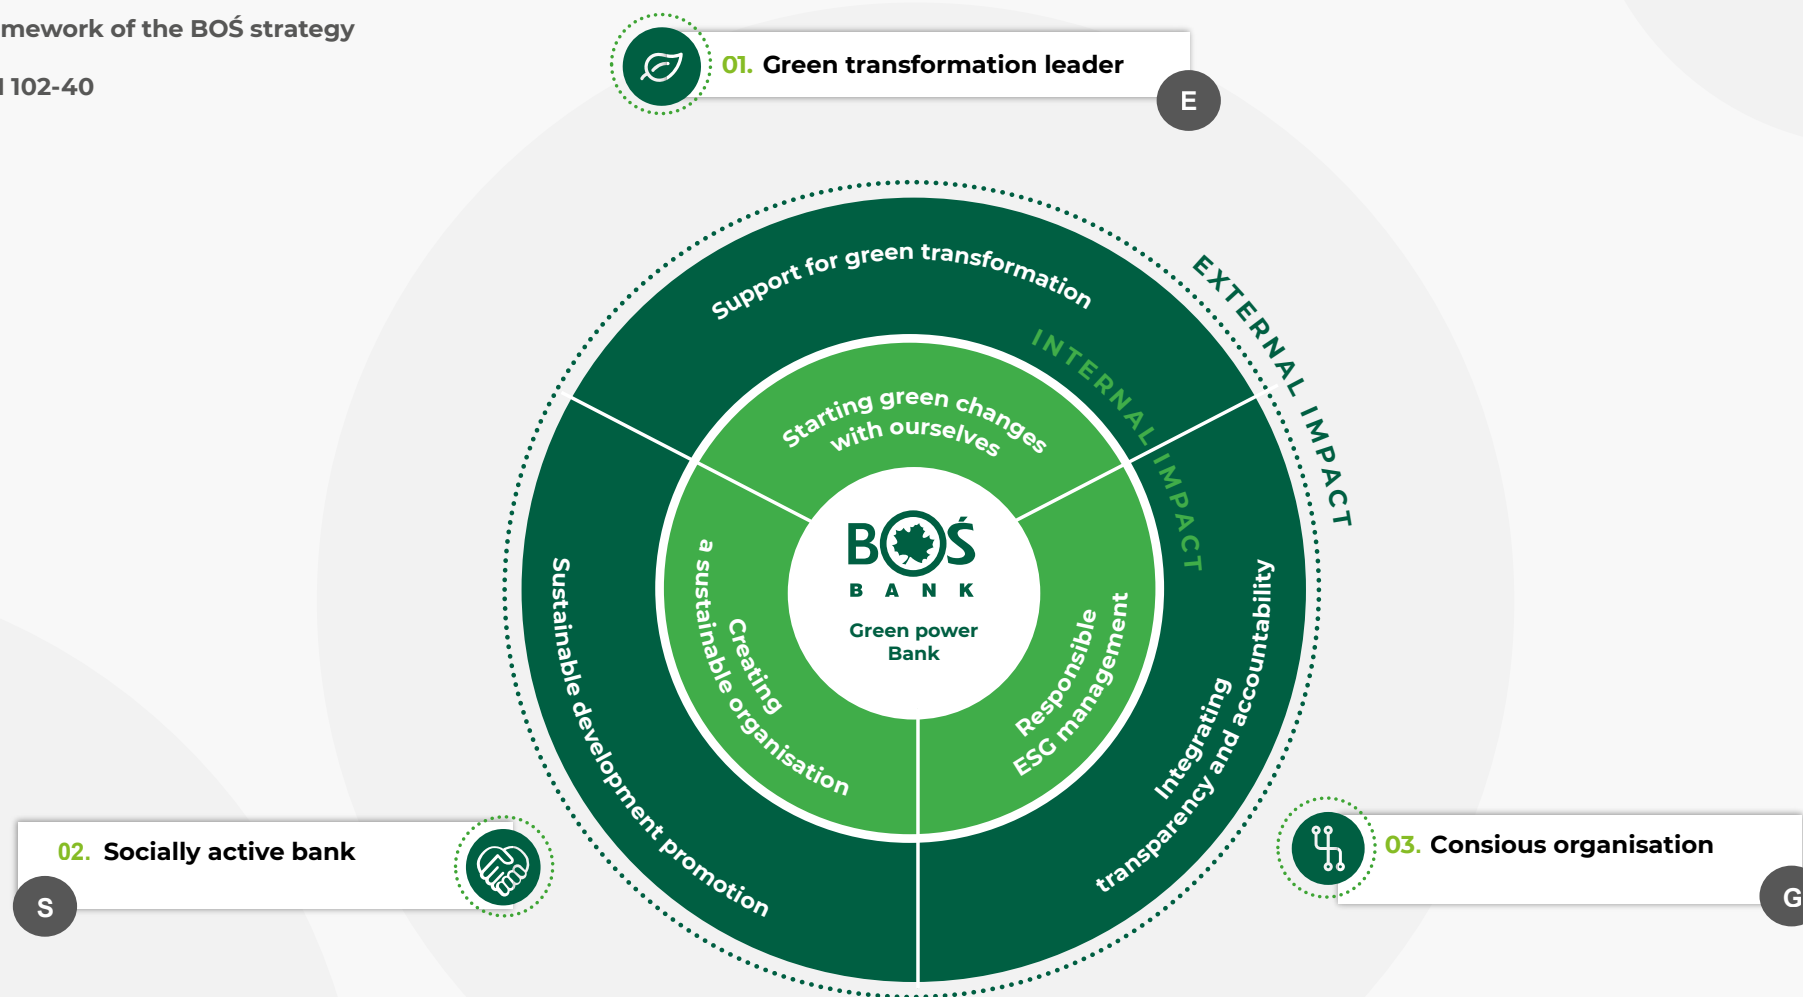 mework of the BOŚ strategy
102-40
01. Green transformation leader
E
EXTERNAL IMPACT
Support for green transformation
INTERNAL IMPACT
Starting green changes
with ourselves
BOŚ
BANK
Green power
Bank
Creating
a sustainable organisation
Responsible
ESG management
Sustainable development promotion
Integrating
transparency and accountability
02. Socially active bank
S
03. Consious organisation
G